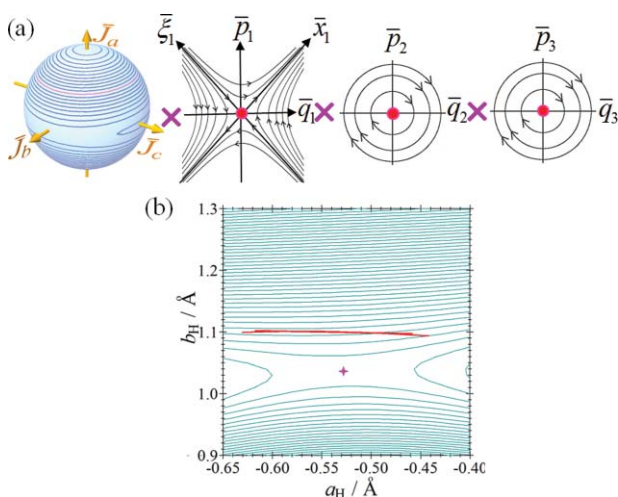 (a)
J̄a
J̄b
J̄c
ξ̄1
p̄1
x̄1
q̄1
p̄2
q̄2
p̄3
q̄3
(b)
1.3
1.2
1.1
1.0
0.9
bH / Å
-0.65 -0.60 -0.55 -0.50 -0.45 -0.40
aH / Å